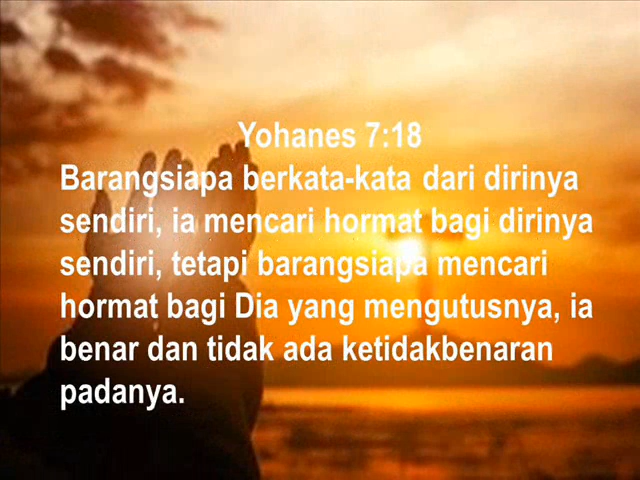 Yohanes 7:18
Barangsiapa berkata-kata dari dirinya
sendiri, ia mencari hormat bagi dirinya
sendiri, tetapi barangsiapa mencari
hormat bagi Dia yang mengutusnya, ia
benar dan tidak ada ketidakbenaran
padanya.